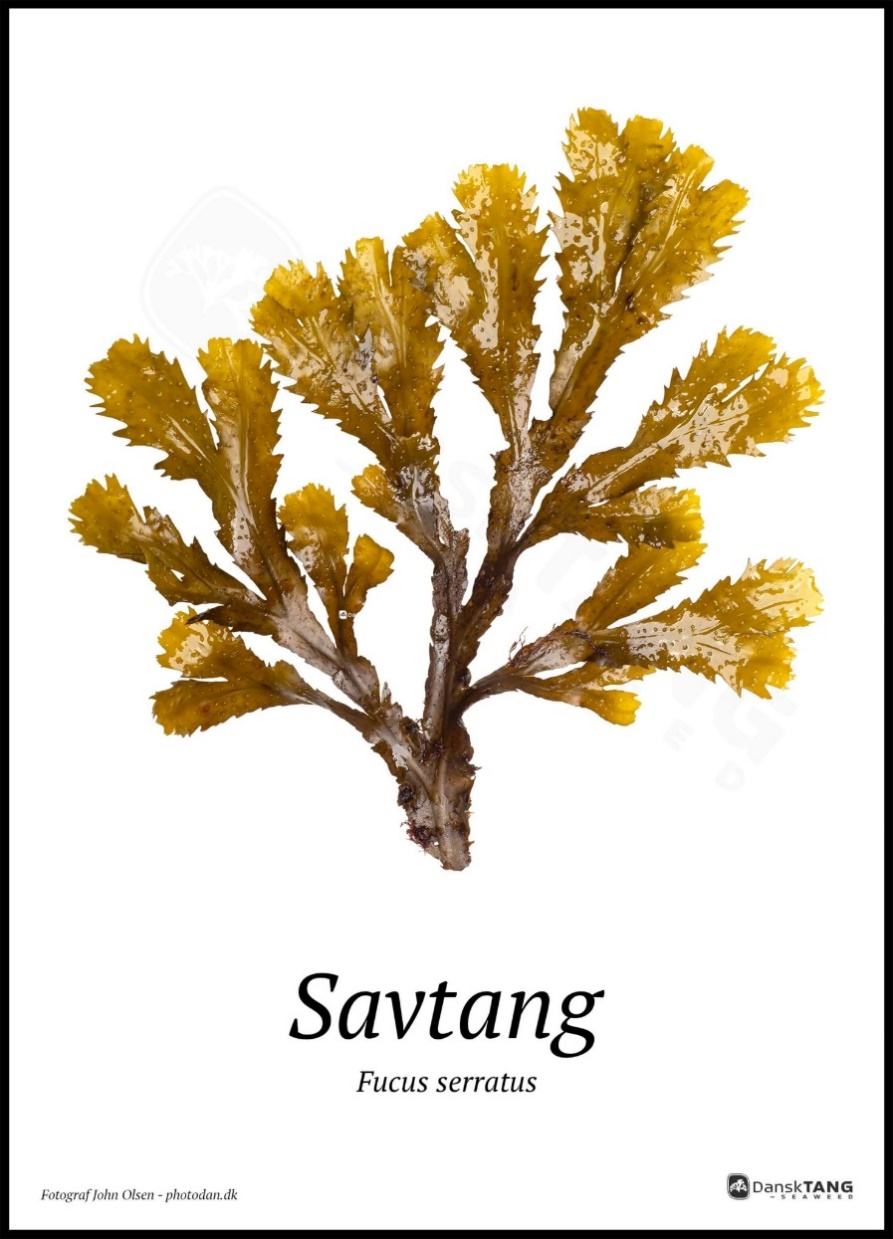 Savtang
Fucus serratus
Fotograf John Olsen - photodan.dk
DanskTANG
SEAWEED